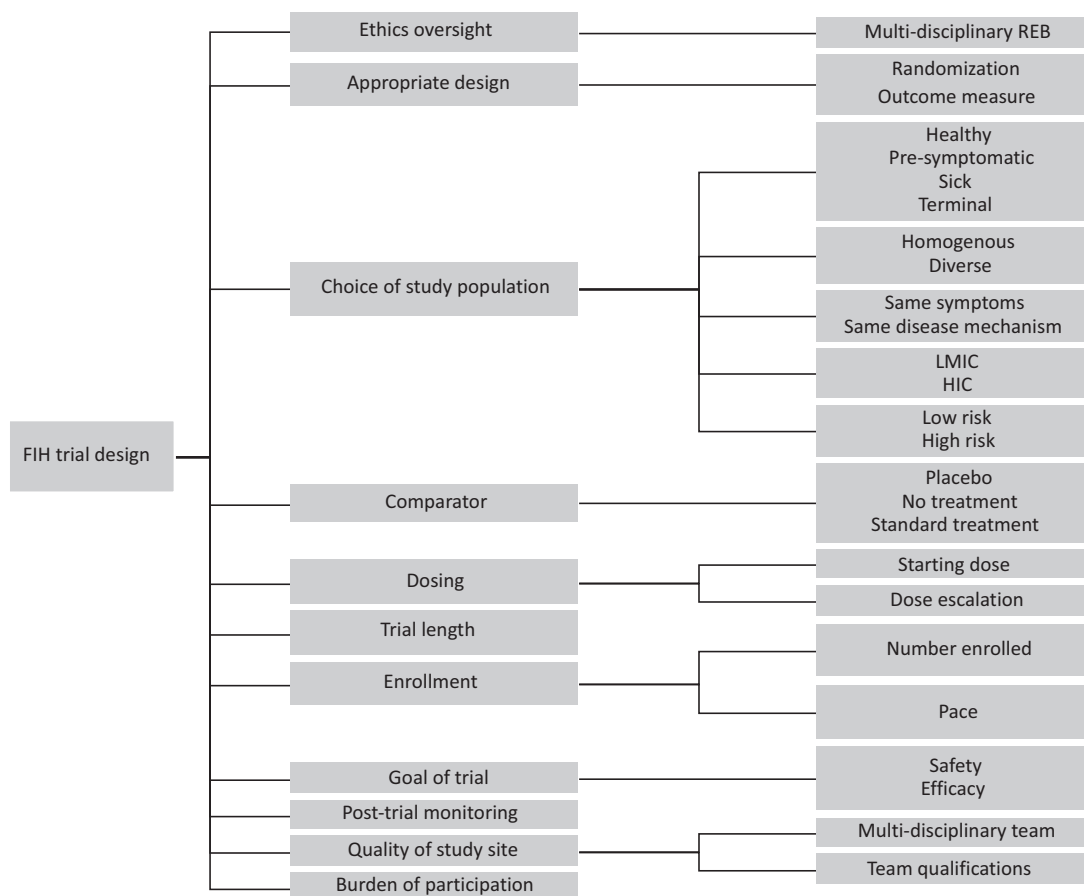 FIH trial design
Ethics oversight
Multi-disciplinary REB
Appropriate design
Randomization
Outcome measure
Choice of study population
Healthy
Pre-symptomatic
Sick
Terminal
Homogenous
Diverse
Same symptoms
Same disease mechanism
LMIC
HIC
Low risk
High risk
Comparator
Placebo
No treatment
Standard treatment
Dosing
Starting dose
Dose escalation
Trial length
Enrollment
Number enrolled
Pace
Goal of trial
Safety
Efficacy
Post-trial monitoring
Quality of study site
Multi-disciplinary team
Team qualifications
Burden of participation